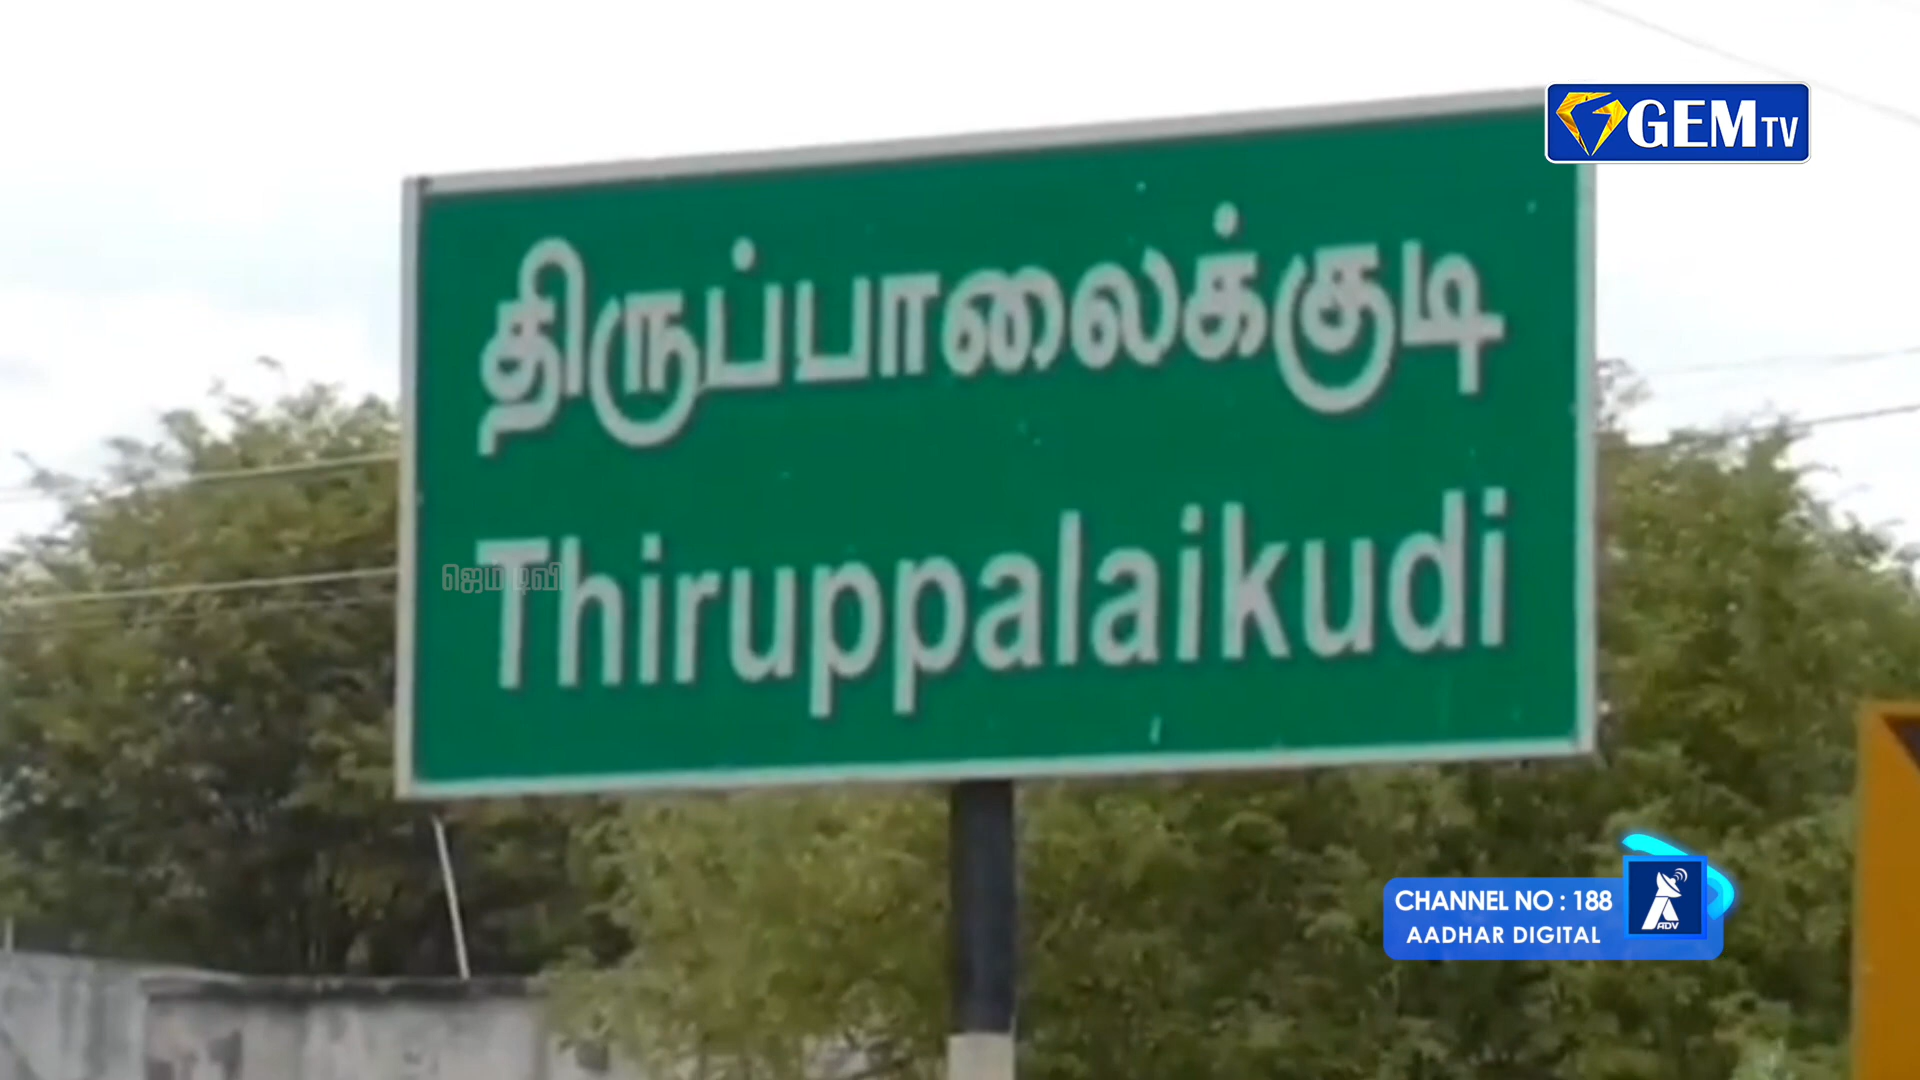 GEM TV
திருப்பாலைக்குடி
ஜெம் டிவி
Thiruppalaikudi
CHANNEL NO : 188
AADHAR DIGITAL
ADV